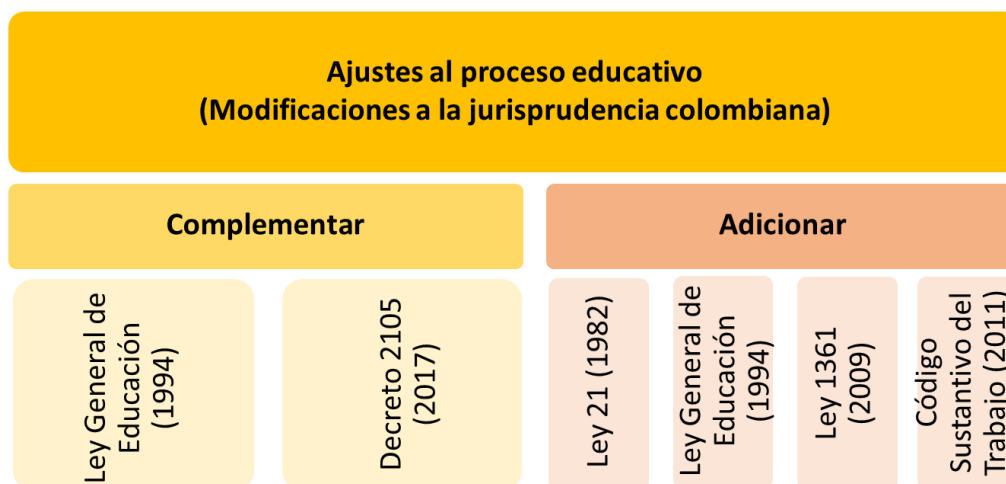 Ajustes al proceso educativo
(Modificaciones a la jurisprudencia colombiana)
Complementar
Adicionar
Ley General de
Educación
(1994)
Decreto 2105
(2017)
Ley 21 (1982)
Ley General de
Educación
(1994)
Ley 1361
(2009)
Código
Sustantivo del
Trabajo (2011)